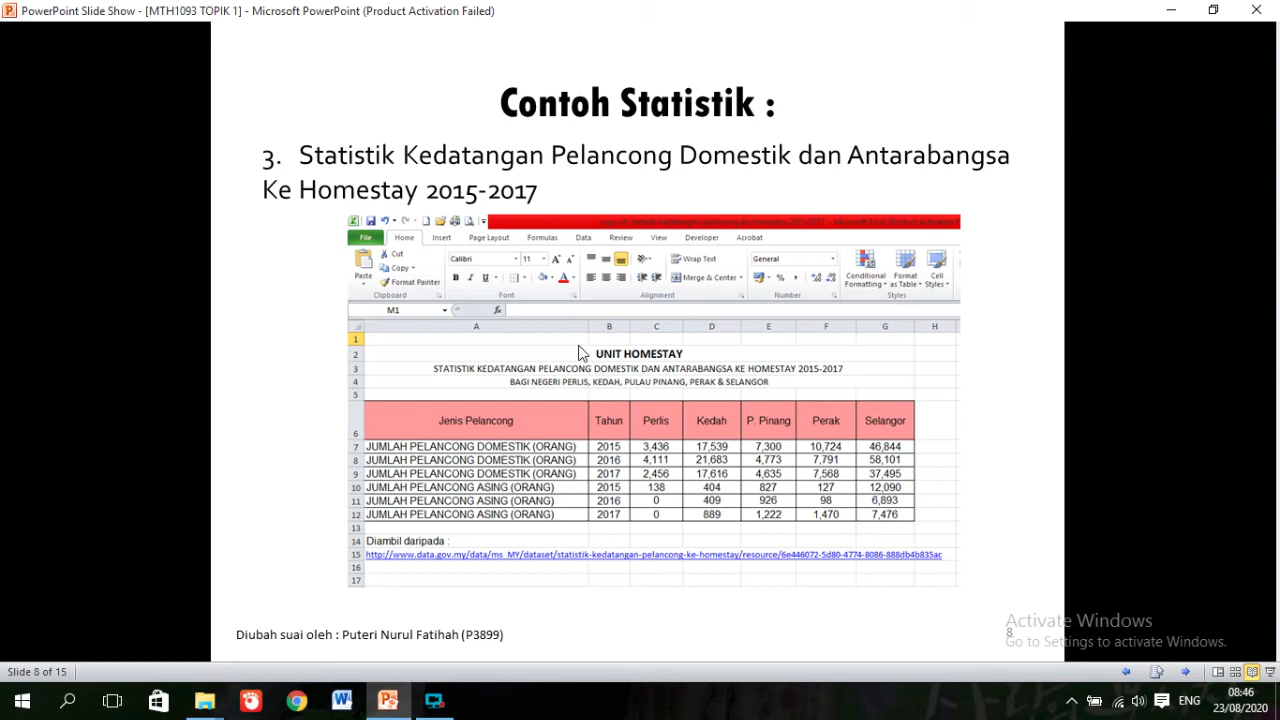 PowerPoint Slide Show - [MTH1093 TOPIK 1] - Microsoft PowerPoint (Product Activation Failed)
Contoh Statistik :
3. Statistik Kedatangan Pelancong Domestik dan Antarabangsa
Ke Homestay 2015-2017
File Home Insert Page Layout Formulas Data Review View Developer Acrobat
Cut
Copy
Format Painter
Paste
Clipboard
Calibri 11
B I U
Font
Wrap Text
Merge & Center
Alignment
General
Number
Conditional Formatting
Format as Table
Cell Styles
Styles
M1 fx
A B C D E F G H
1
2 UNIT HOMESTAY
3 STATISTIK KEDATANGAN PELANCONG DOMESTIK DAN ANTARABANGSA KE HOMESTAY 2015-2017
4 BAGI NEGERI PERLIS, KEDAH, PULAU PINANG, PERAK & SELANGOR
5
6 Jenis Pelancong Tahun Perlis Kedah P. Pinang Perak Selangor
7 JUMLAH PELANCONG DOMESTIK (ORANG) 2015 3,436 17,539 7,300 10,724 46,844
8 JUMLAH PELANCONG DOMESTIK (ORANG) 2016 4,111 21,683 4,773 7,791 58,101
9 JUMLAH PELANCONG DOMESTIK (ORANG) 2017 2,456 17,616 4,635 7,568 37,495
10 JUMLAH PELANCONG ASING (ORANG) 2015 138 404 827 127 12,090
11 JUMLAH PELANCONG ASING (ORANG) 2016 0 409 926 98 6,893
12 JUMLAH PELANCONG ASING (ORANG) 2017 0 889 1,222 1,470 7,476
13
14 Diambil daripada :
15 http://www.data.gov.my/data/ms_MY/dataset/statistik-kedatangan-pelancong-ke-homestay/resource/6e446072-5d80-4774-8086-888db4b835ac
16
17
Diubah suai oleh : Puteri Nurul Fatihah (P3899)
8
Activate Windows
Go to Settings to activate Windows.
Slide 8 of 15
ENG
08:46
23/08/2020